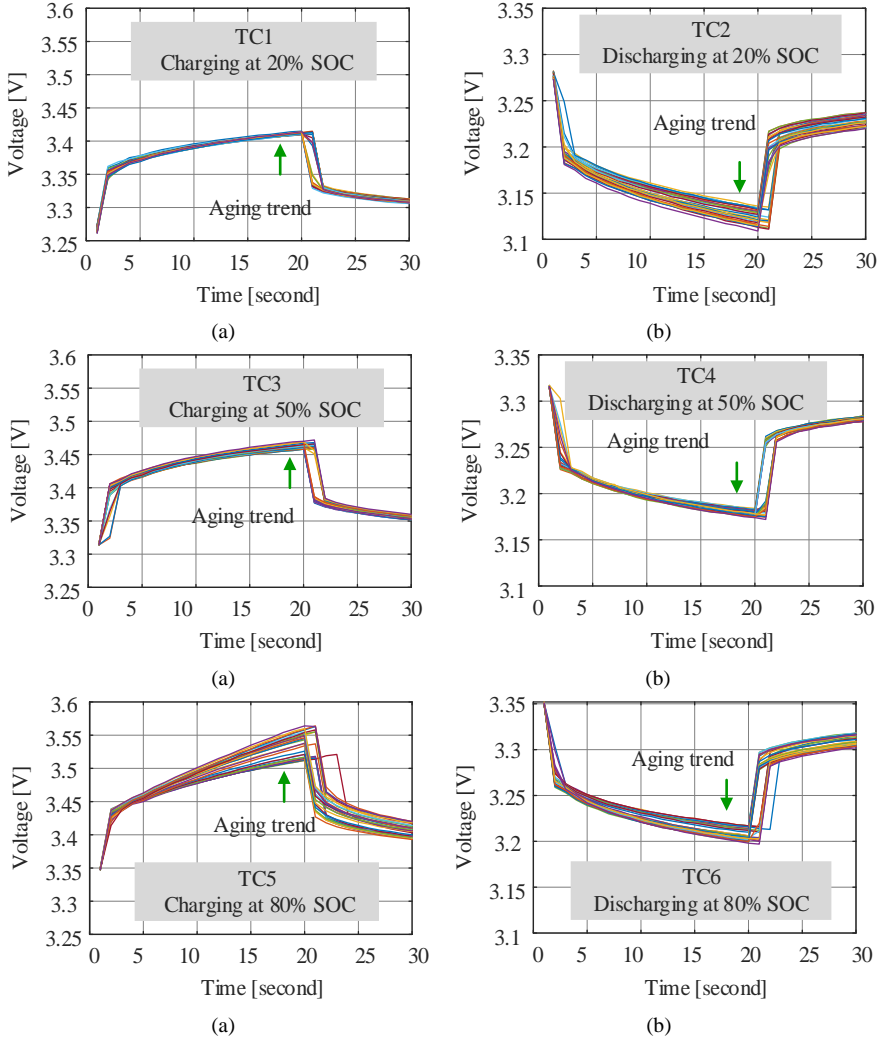 3.6
3.55
3.5
3.45
3.4
3.35
3.3
3.25
Voltage [V]
TC1
Charging at 20% SOC
Aging trend
0 5 10 15 20 25 30
Time [second]
(a)
3.35
3.3
3.25
3.2
3.15
3.1
Voltage [V]
TC2
Discharging at 20% SOC
Aging trend
0 5 10 15 20 25 30
Time [second]
(b)
3.6
3.55
3.5
3.45
3.4
3.35
3.3
3.25
Voltage [V]
TC3
Charging at 50% SOC
Aging trend
0 5 10 15 20 25 30
Time [second]
(a)
3.35
3.3
3.25
3.2
3.15
3.1
Voltage [V]
TC4
Discharging at 50% SOC
Aging trend
0 5 10 15 20 25 30
Time [second]
(b)
3.6
3.55
3.5
3.45
3.4
3.35
3.3
3.25
Voltage [V]
Aging trend
TC5
Charging at 80% SOC
0 5 10 15 20 25 30
Time [second]
(a)
3.35
3.3
3.25
3.2
3.15
3.1
Voltage [V]
Aging trend
TC6
Discharging at 80% SOC
0 5 10 15 20 25 30
Time [second]
(b)